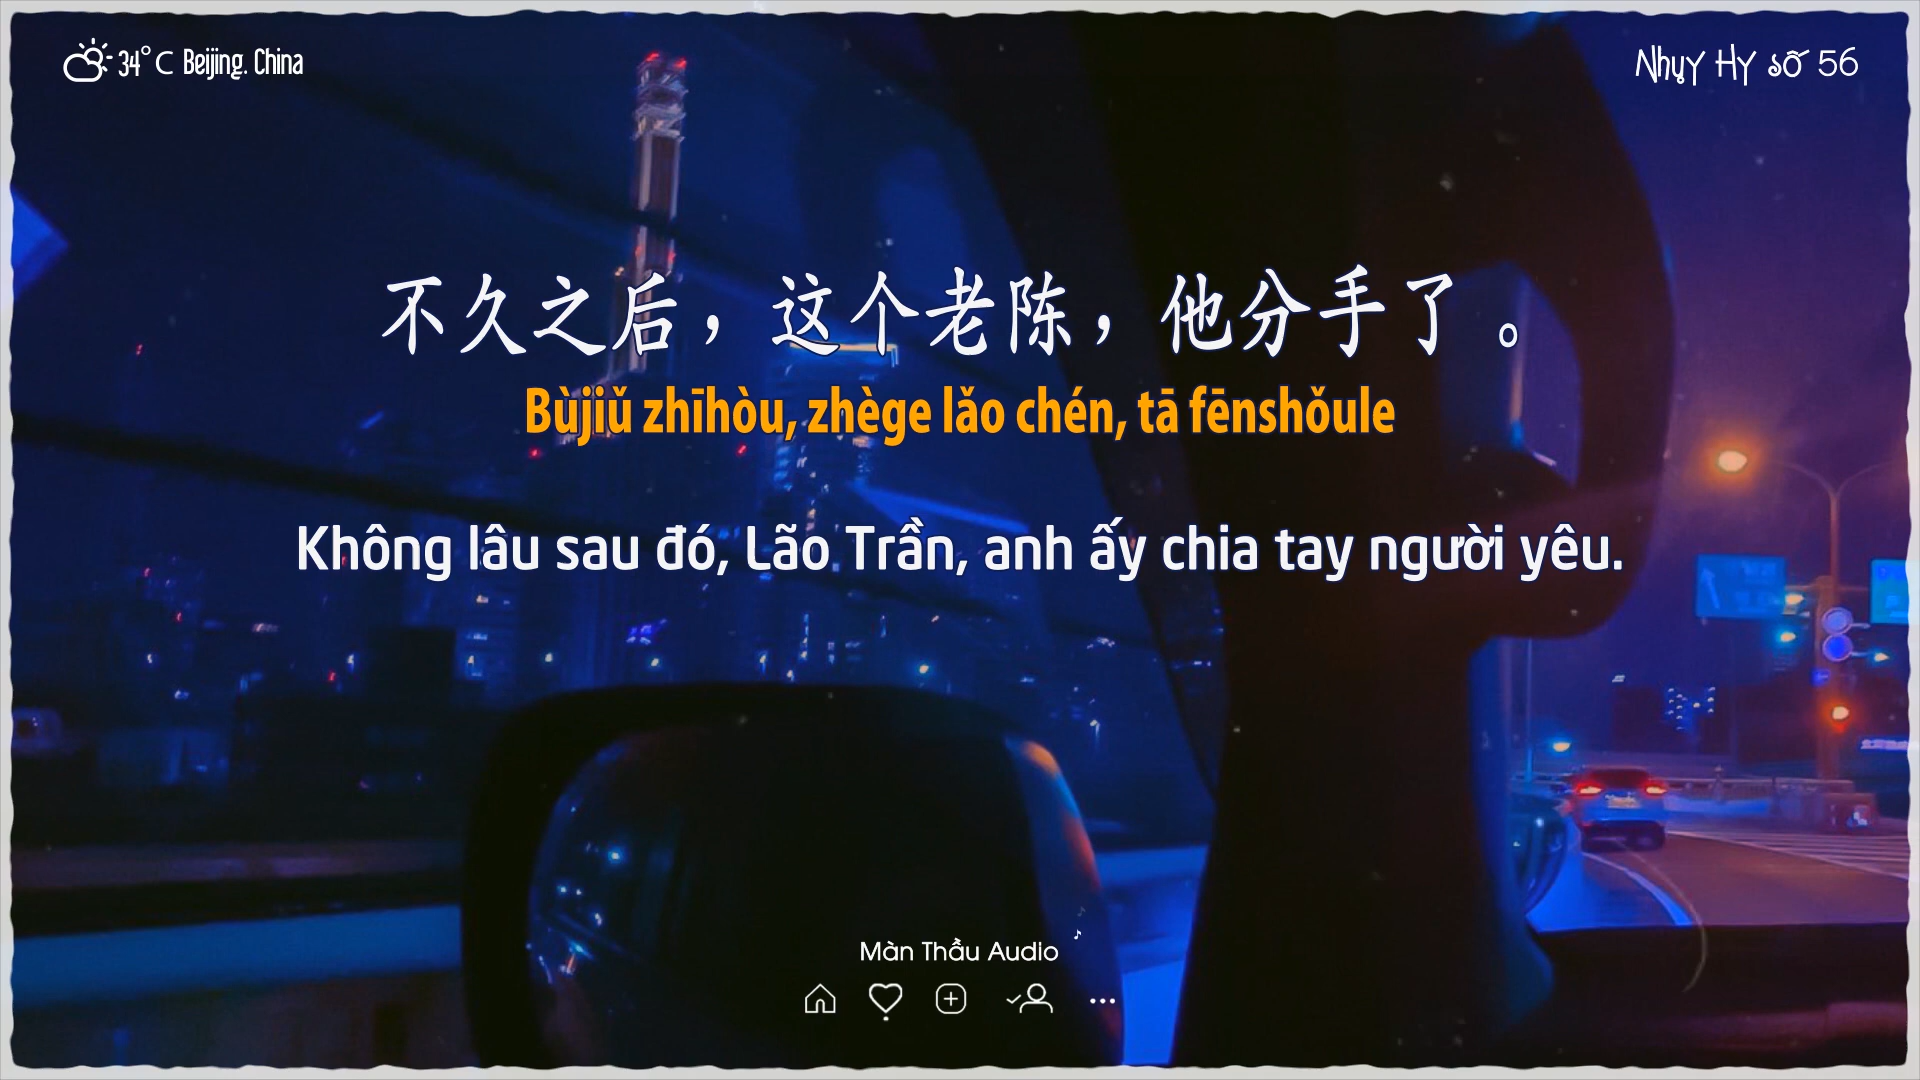 34° C Beijing. China
Nhụy Hy số 56
不久之后，这个老陈，他分手了。
Bùjiǔ zhīhòu, zhège lǎo chén, tā fēnshǒule
Không lâu sau đó, Lão Trần, anh ấy chia tay người yêu.
Màn Thầu Audio